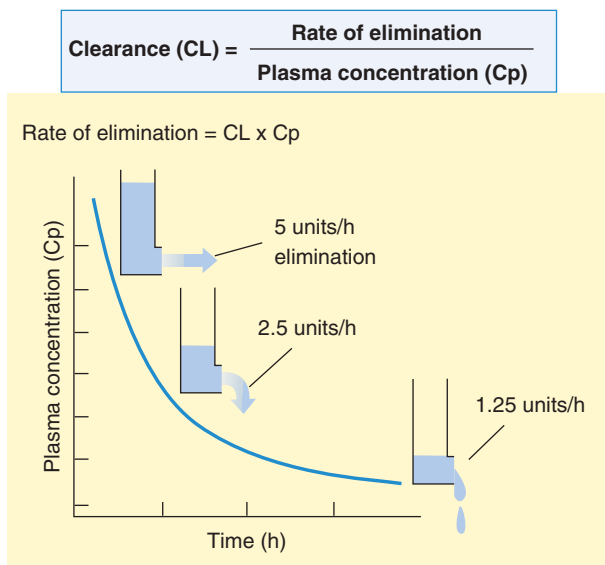 Clearance (CL) = Rate of elimination
Plasma concentration (Cp)
Rate of elimination = CL x Cp
Plasma concentration (Cp)
5 units/h
elimination
2.5 units/h
1.25 units/h
Time (h)